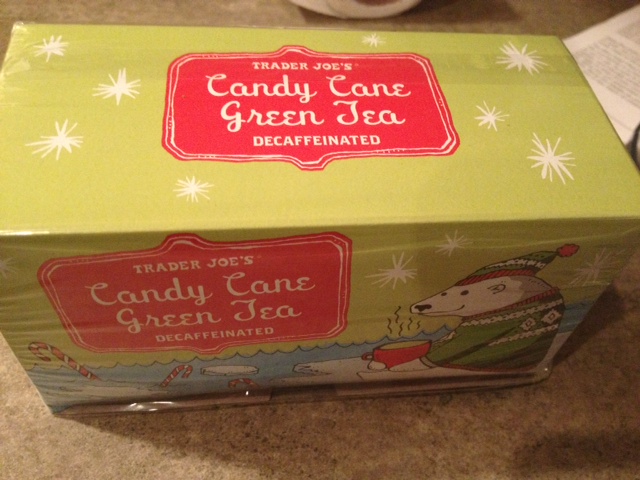 TRADER JOE'S
Candy Cane
Green Tea
DECAFFEINATED
TRADER JOE'S
Candy Cane
Green Tea
DECAFFEINATED